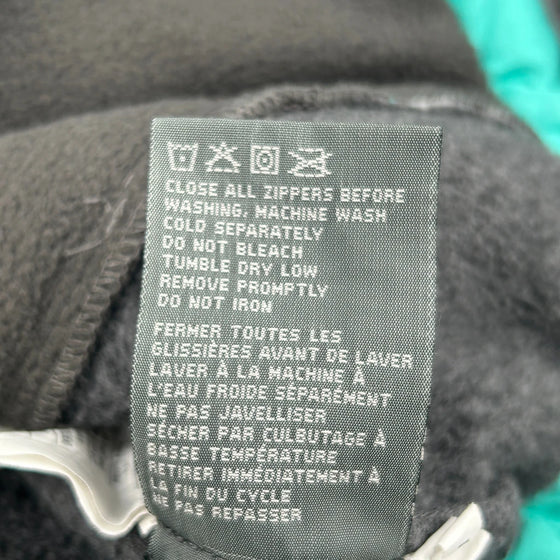 CLOSE ALL ZIPPERS BEFORE
WASHING, MACHINE WASH
COLD SEPARATELY
DO NOT BLEACH
TUMBLE DRY LOW
REMOVE PROMPTLY
DO NOT IRON
FERMER TOUTES LES
GLISSIÈRES AVANT DE LAVER
LAVER À LA MACHINE À
L'EAU FROIDE SÉPARÉMENT
NE PAS JAVELLISER
SÉCHER PAR CULBUTAGE À
BASSE TEMPÉRATURE
RETIRER IMMÉDIATEMENT À
LA FIN DU CYCLE
NE PAS REPASSER